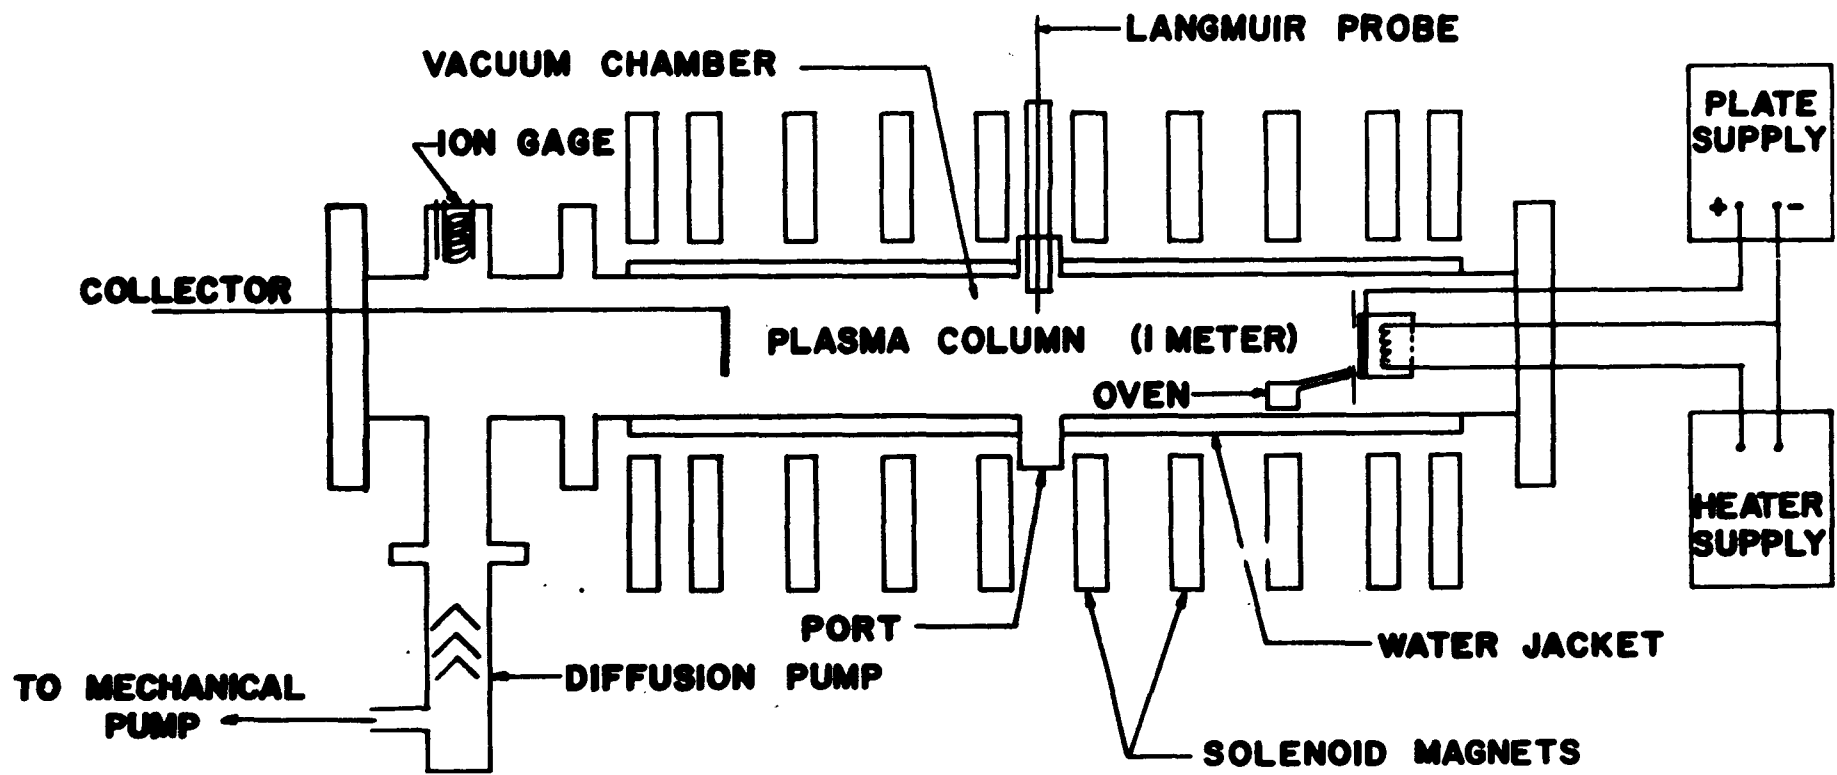 LANGMUIR PROBE
VACUUM CHAMBER
ION GAGE
PLATE
SUPPLY
+ -
COLLECTOR
PLASMA COLUMN (1 METER)
OVEN
HEATER
SUPPLY
PORT
WATER JACKET
DIFFUSION PUMP
TO MECHANICAL
PUMP
SOLENOID MAGNETS